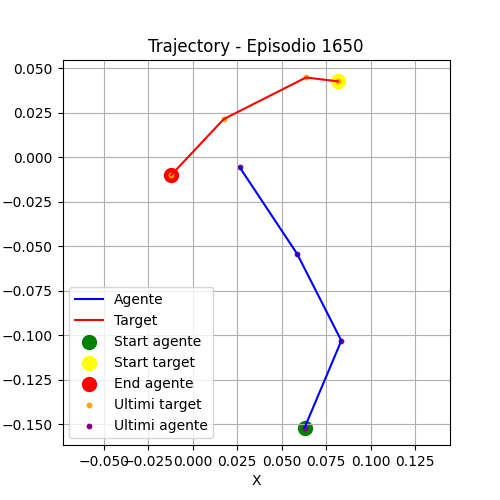 Trajectory - Episodio 1650
0.050
0.025
0.000
−0.025
−0.050
−0.075
−0.100
−0.125
−0.150
Agente
Target
Start agente
Start target
End agente
Ultimi target
Ultimi agente
−0.050 −0.025 0.000 0.025 0.050 0.075 0.100 0.125
X